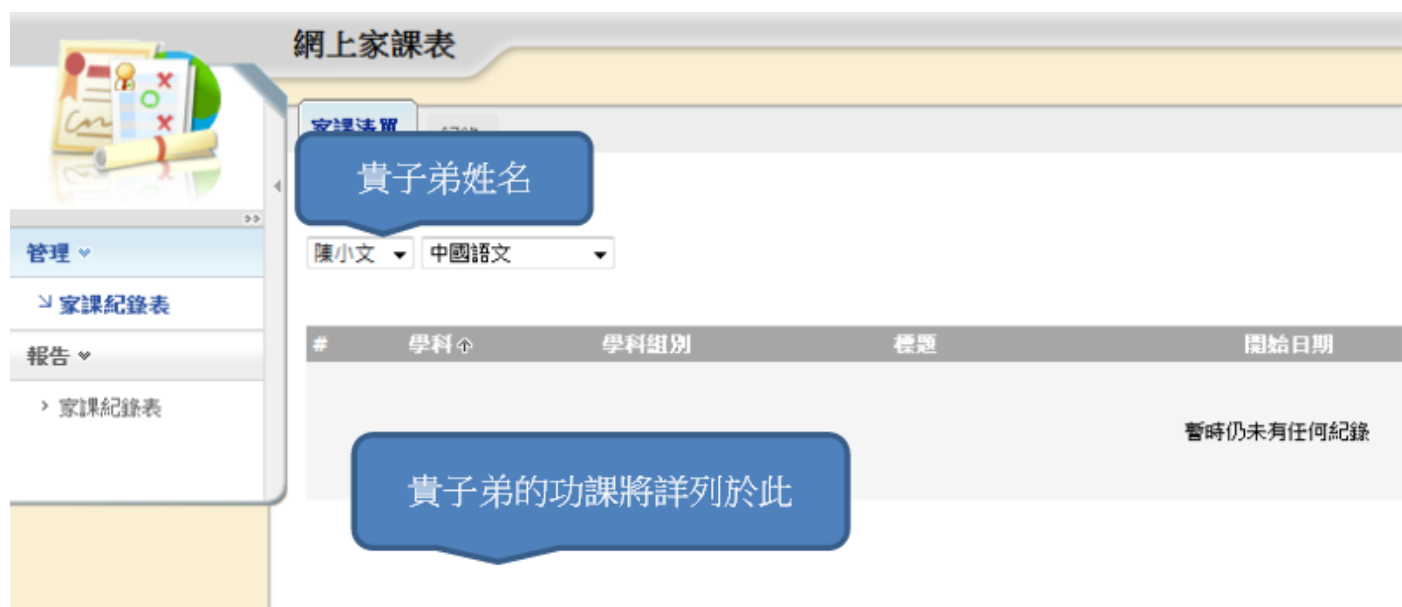 網上家課表
家課清單 紀錄
貴子弟姓名
陳小文 中國語文
管理
家課紀錄表
報告
家課紀錄表
# 學科 學科組別 標題 開始日期
暫時仍未有任何紀錄
貴子弟的功課將詳列於此